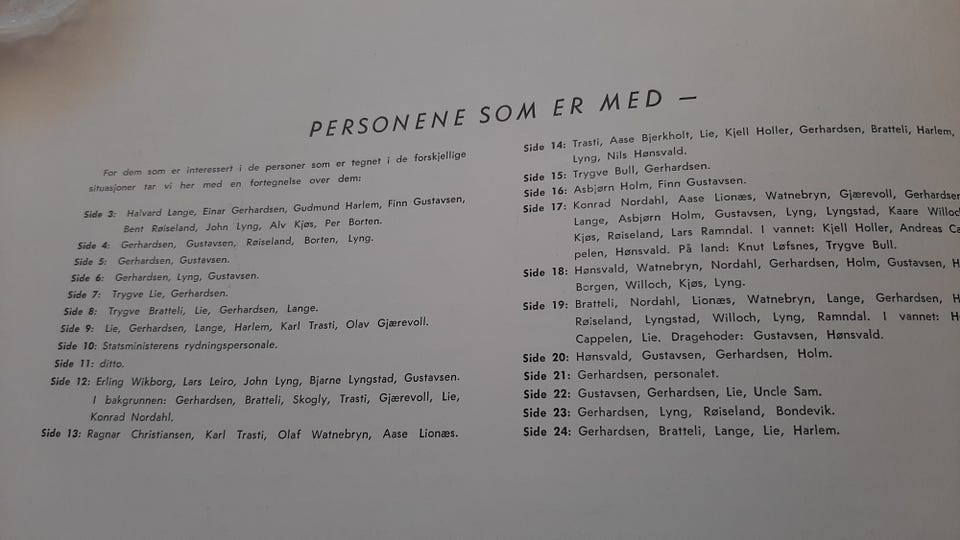 PERSONENE SOM ER MED —
For dem som er interessert i de personer som er tegnet i de forskjellige
situasjoner tar vi her med en fortegnelse over dem:
Side 3: Halvard Lange, Einar Gerhardsen, Gudmund Harlem, Finn Gustavsen,
Bent Røiseland, John Lyng, Alv Kjøs, Per Borten.
Side 4: Gerhardsen, Gustavsen, Røiseland, Borten, Lyng.
Side 5: Gerhardsen, Gustavsen.
Side 6: Gerhardsen, Lyng, Gustavsen.
Side 7: Trygve Lie, Gerhardsen.
Side 8: Trygve Bratteli, Lie, Gerhardsen, Lange.
Side 9: Lie, Gerhardsen, Lange, Harlem, Karl Trasti, Olav Gjærevoll.
Side 10: Statsministerens rydningspersonale.
Side 11: ditto.
Side 12: Erling Wikborg, Lars Leiro, John Lyng, Bjarne Lyngstad, Gustavsen.
I bakgrunnen: Gerhardsen, Bratteli, Skogly, Trasti, Gjærevoll, Lie,
Konrad Nordahl.
Side 13: Ragnar Christiansen, Karl Trasti, Olaf Watnebryn, Aase Lionæs.
Side 14: Trasti, Aase Bjerkholt, Lie, Kjell Holler, Gerhardsen, Bratteli, Harlem,
Lyng, Nils Hønsvald.
Side 15: Trygve Bull, Gerhardsen.
Side 16: Asbjørn Holm, Finn Gustavsen.
Side 17: Konrad Nordahl, Aase Lionæs, Watnebryn, Gjærevoll, Gerhardsen
Lange, Asbjørn Holm, Gustavsen, Lyng, Lyngstad, Kaare Willoc
Kjøs, Røiseland, Lars Ramndal. I vannet: Kjell Holler, Andreas Ca
pelen, Hønsvald. På land: Knut Løfsnes, Trygve Bull.
Side 18: Hønsvald, Watnebryn, Nordahl, Gerhardsen, Holm, Gustavsen, H
Borgen, Willoch, Kjøs, Lyng.
Side 19: Bratteli, Nordahl, Lionæs, Watnebryn, Lange, Gerhardsen, H
Røiseland, Lyngstad, Willoch, Lyng, Ramndal. I vannet: H
Cappelen, Lie. Dragehoder: Gustavsen, Hønsvald.
Side 20: Hønsvald, Gustavsen, Gerhardsen, Holm.
Side 21: Gerhardsen, personalet.
Side 22: Gustavsen, Gerhardsen, Lie, Uncle Sam.
Side 23: Gerhardsen, Lyng, Røiseland, Bondevik.
Side 24: Gerhardsen, Bratteli, Lange, Lie, Harlem.